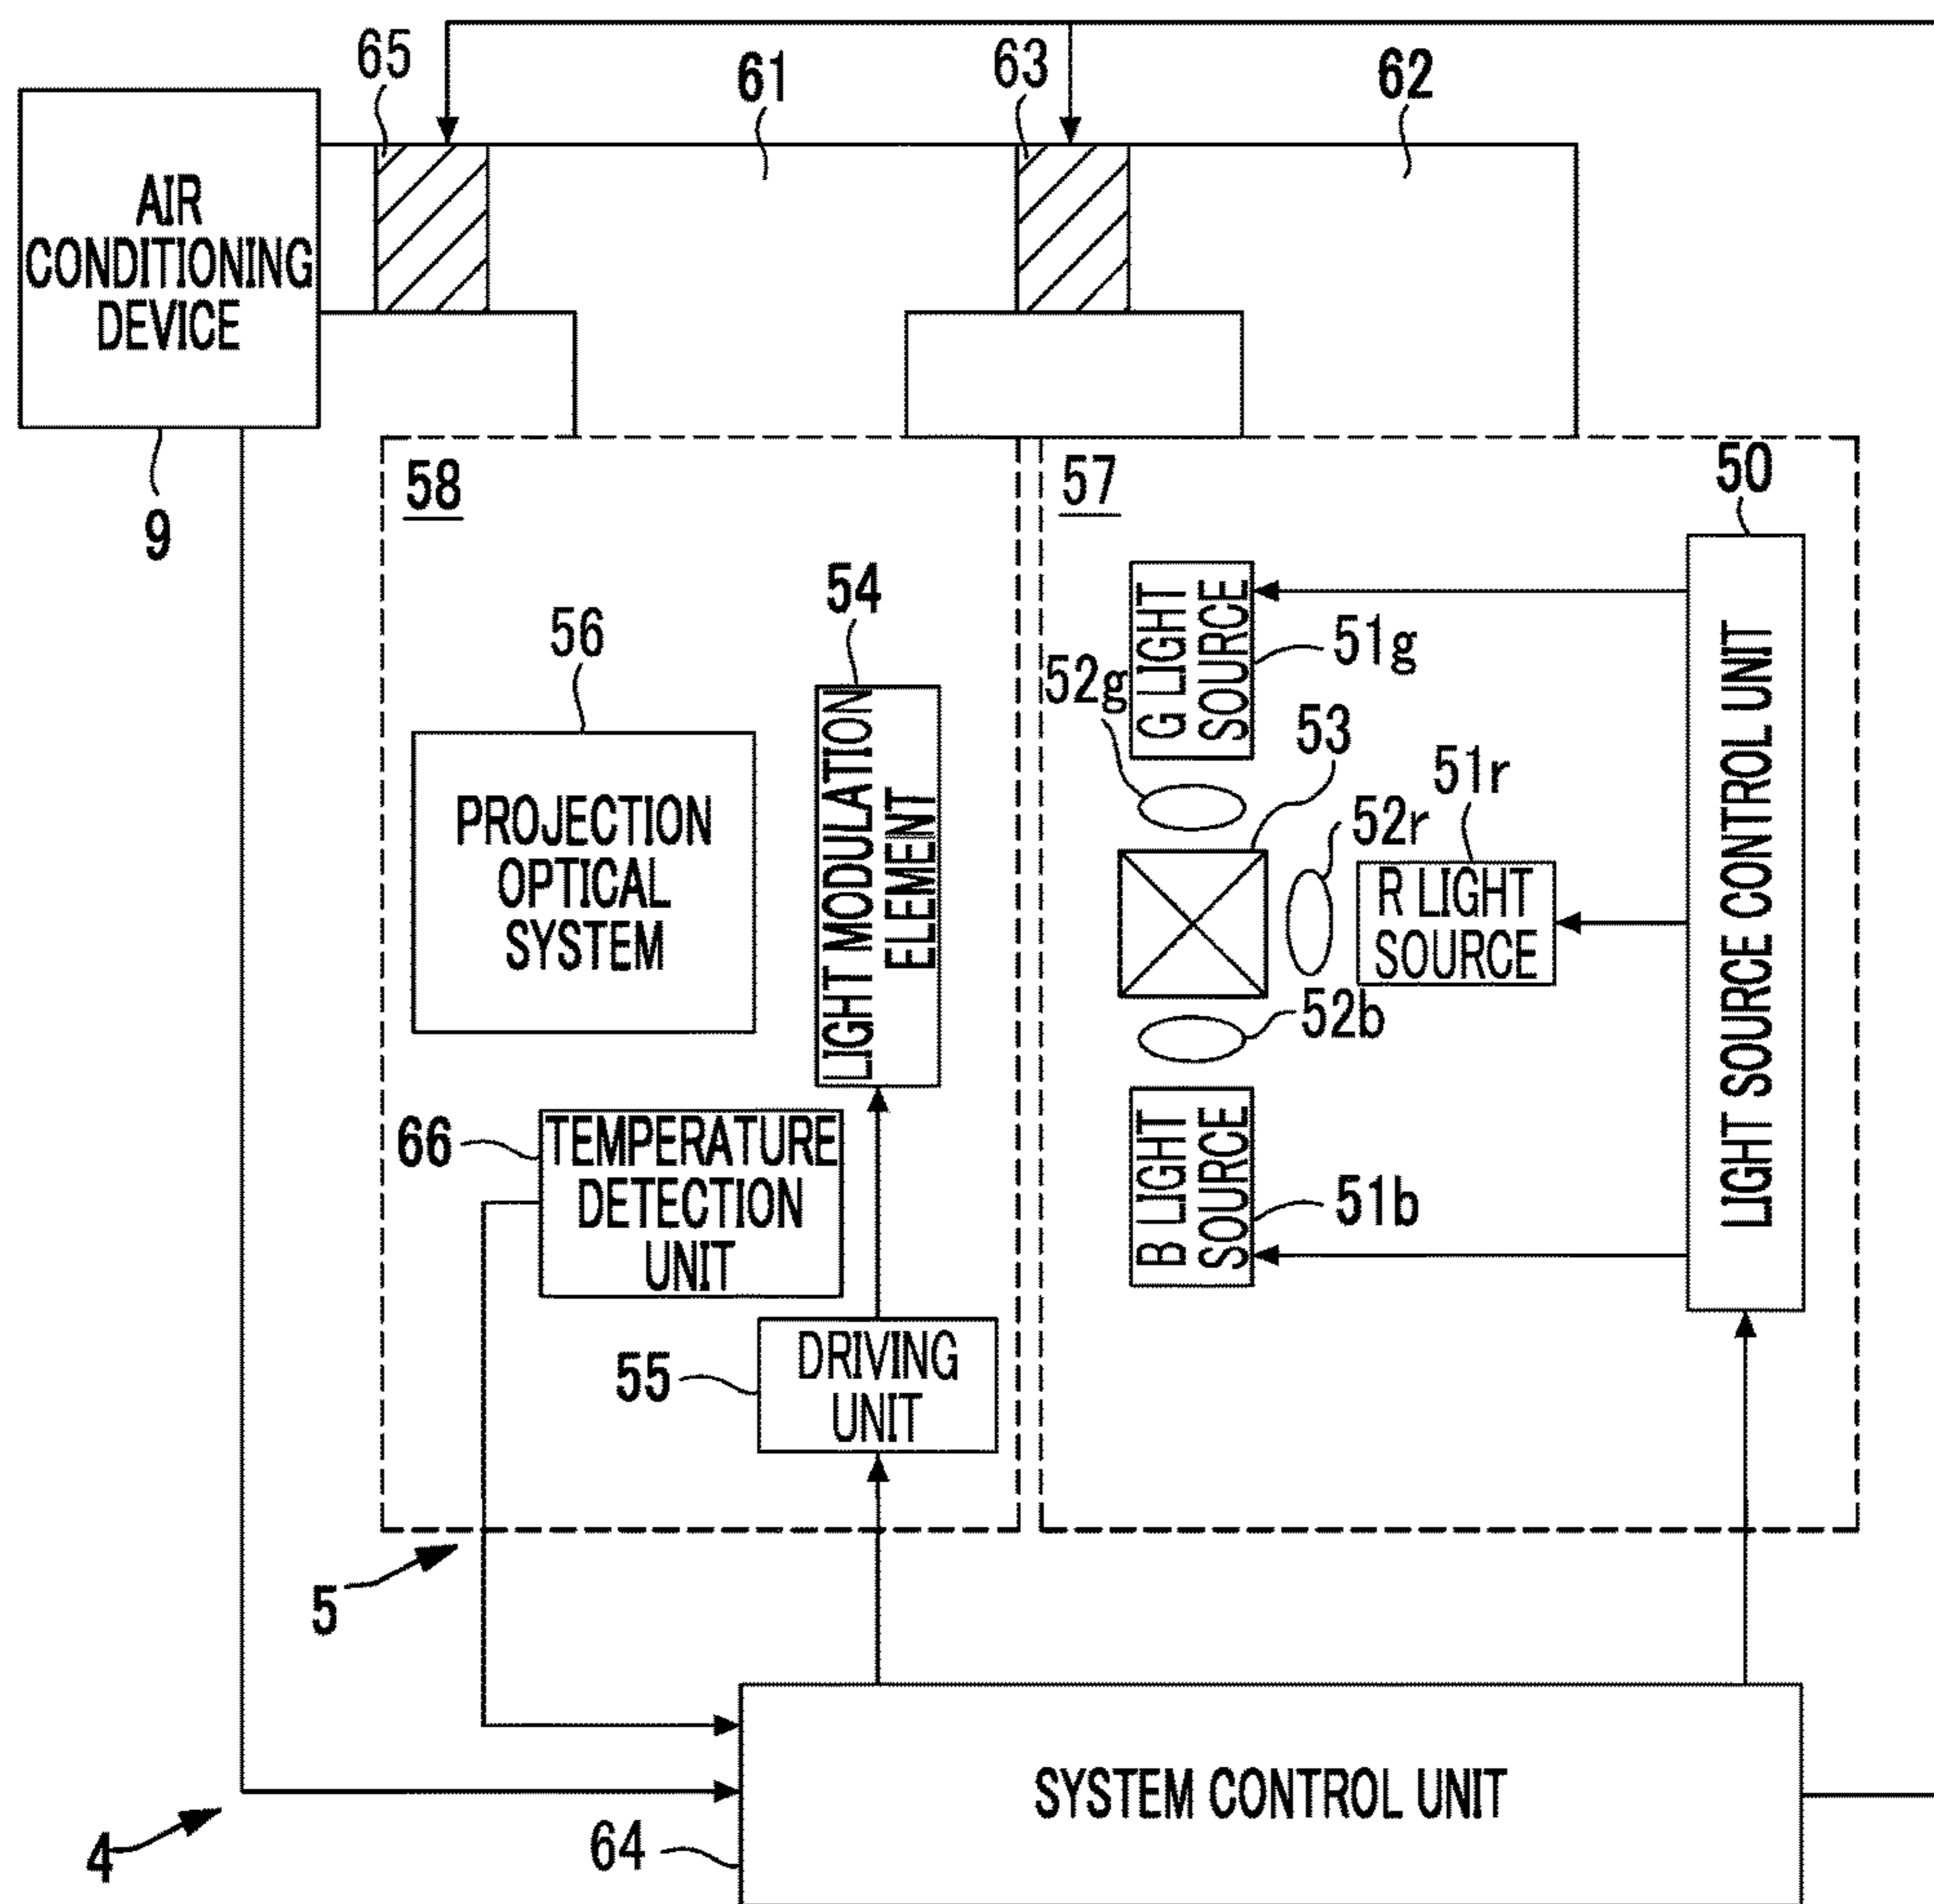 65
61
63
62
AIR
CONDITIONING
DEVICE
9
58
57
50
54
56
G LIGHT
SOURCE
51g
52g
53
51r
52r
PROJECTION
OPTICAL
SYSTEM
LIGHT MODULATION
ELEMENT
R LIGHT
SOURCE
LIGHT SOURCE CONTROL UNIT
52b
66
TEMPERATURE
DETECTION
UNIT
B LIGHT
SOURCE
51b
55
DRIVING
UNIT
5
4
64
SYSTEM CONTROL UNIT